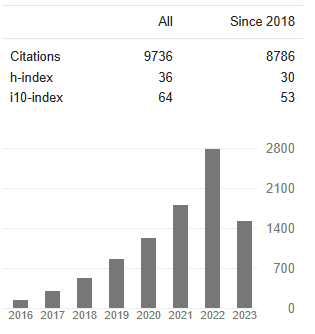 All Since 2018
Citations 9736 8786
h-index 36 30
i10-index 64 53
2800
2100
1400
700
0
2016 2017 2018 2019 2020 2021 2022 2023